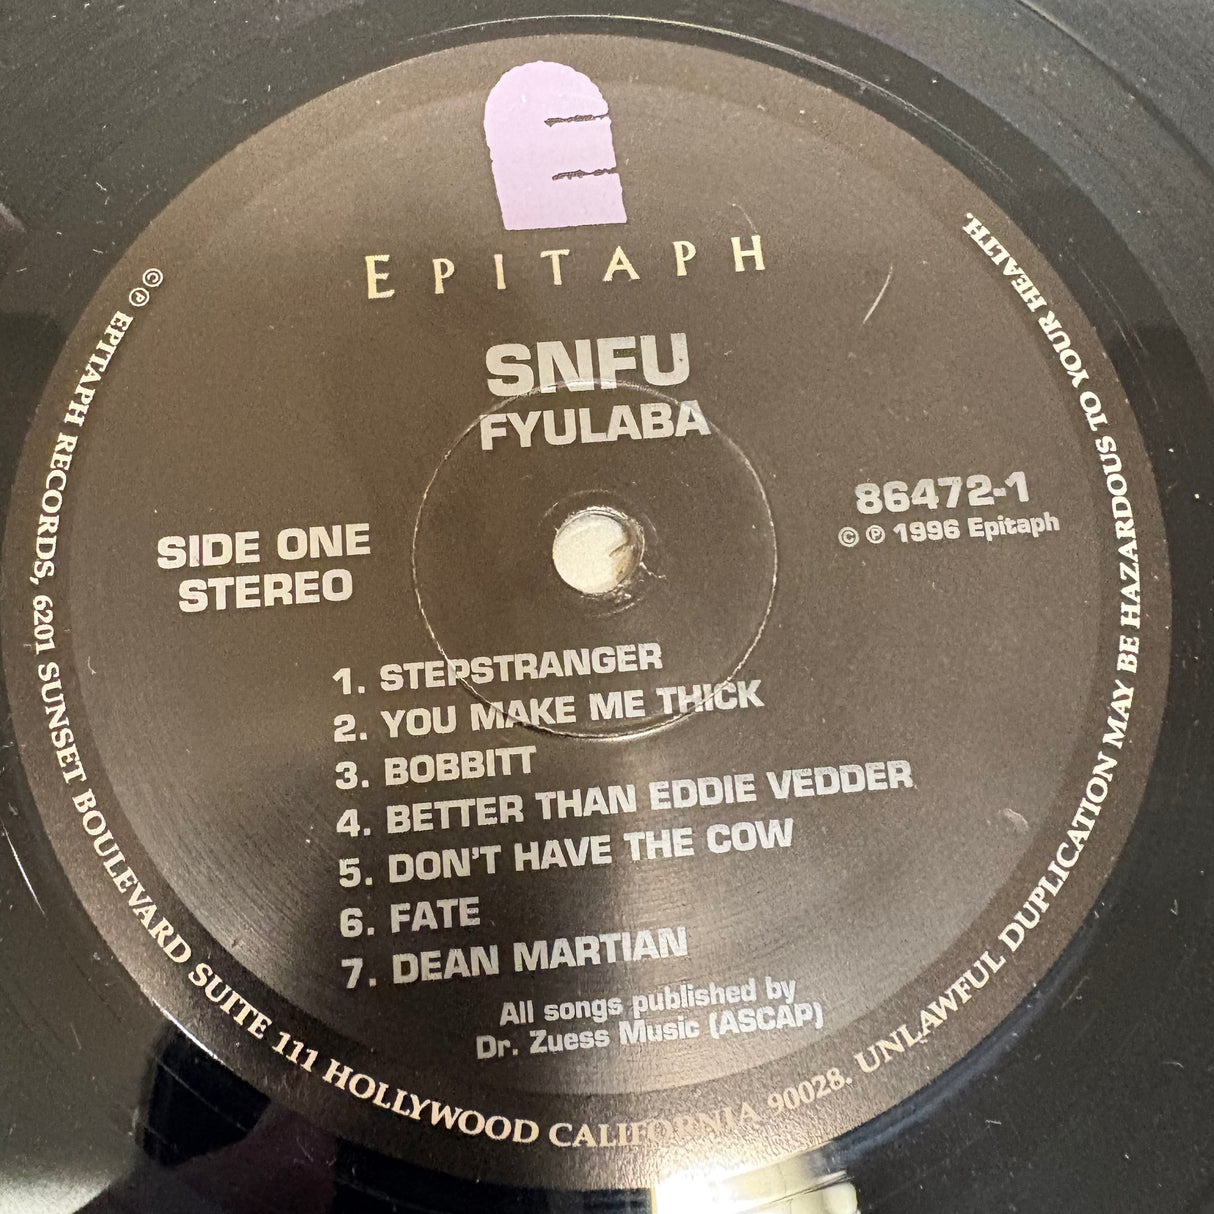 EPITAPH
SNFU
FYULABA
86472-1
© ℗ 1996 Epitaph
SIDE ONE
STEREO
1. STEPSTRANGER
2. YOU MAKE ME THICK
3. BOBBITT
4. BETTER THAN EDDIE VEDDER
5. DON'T HAVE THE COW
6. FATE
7. DEAN MARTIAN
All songs published by
Dr. Zuess Music (ASCAP)
© ℗ EPITAPH RECORDS, 6201 SUNSET BOULEVARD SUITE 111 HOLLYWOOD CALIFORNIA 90028. UNLAWFUL DUPLICATION MAY BE HAZARDOUS TO YOUR HEALTH.